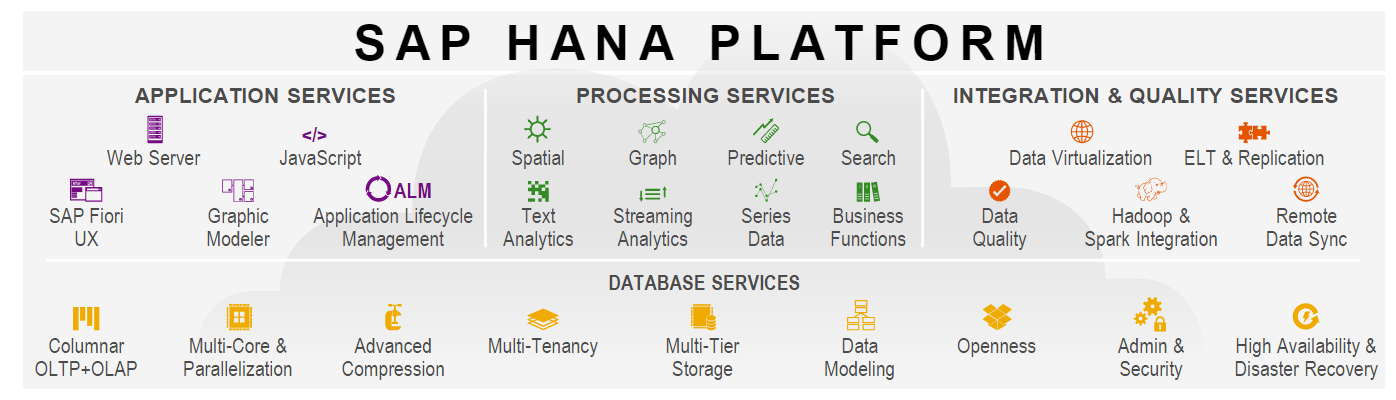 SAP HANA PLATFORM
APPLICATION SERVICES
Web Server
</>
JavaScript
SAP Fiori
UX
Graphic
Modeler
ALM
Application Lifecycle
Management
PROCESSING SERVICES
Spatial
Graph
Predictive
Search
Text
Analytics
Streaming
Analytics
Series
Data
Business
Functions
INTEGRATION & QUALITY SERVICES
Data Virtualization
ELT & Replication
Data
Quality
Hadoop &
Spark Integration
Remote
Data Sync
DATABASE SERVICES
Columnar
OLTP+OLAP
Multi-Core &
Parallelization
Advanced
Compression
Multi-Tenancy
Multi-Tier
Storage
Data
Modeling
Openness
Admin &
Security
High Availability &
Disaster Recovery